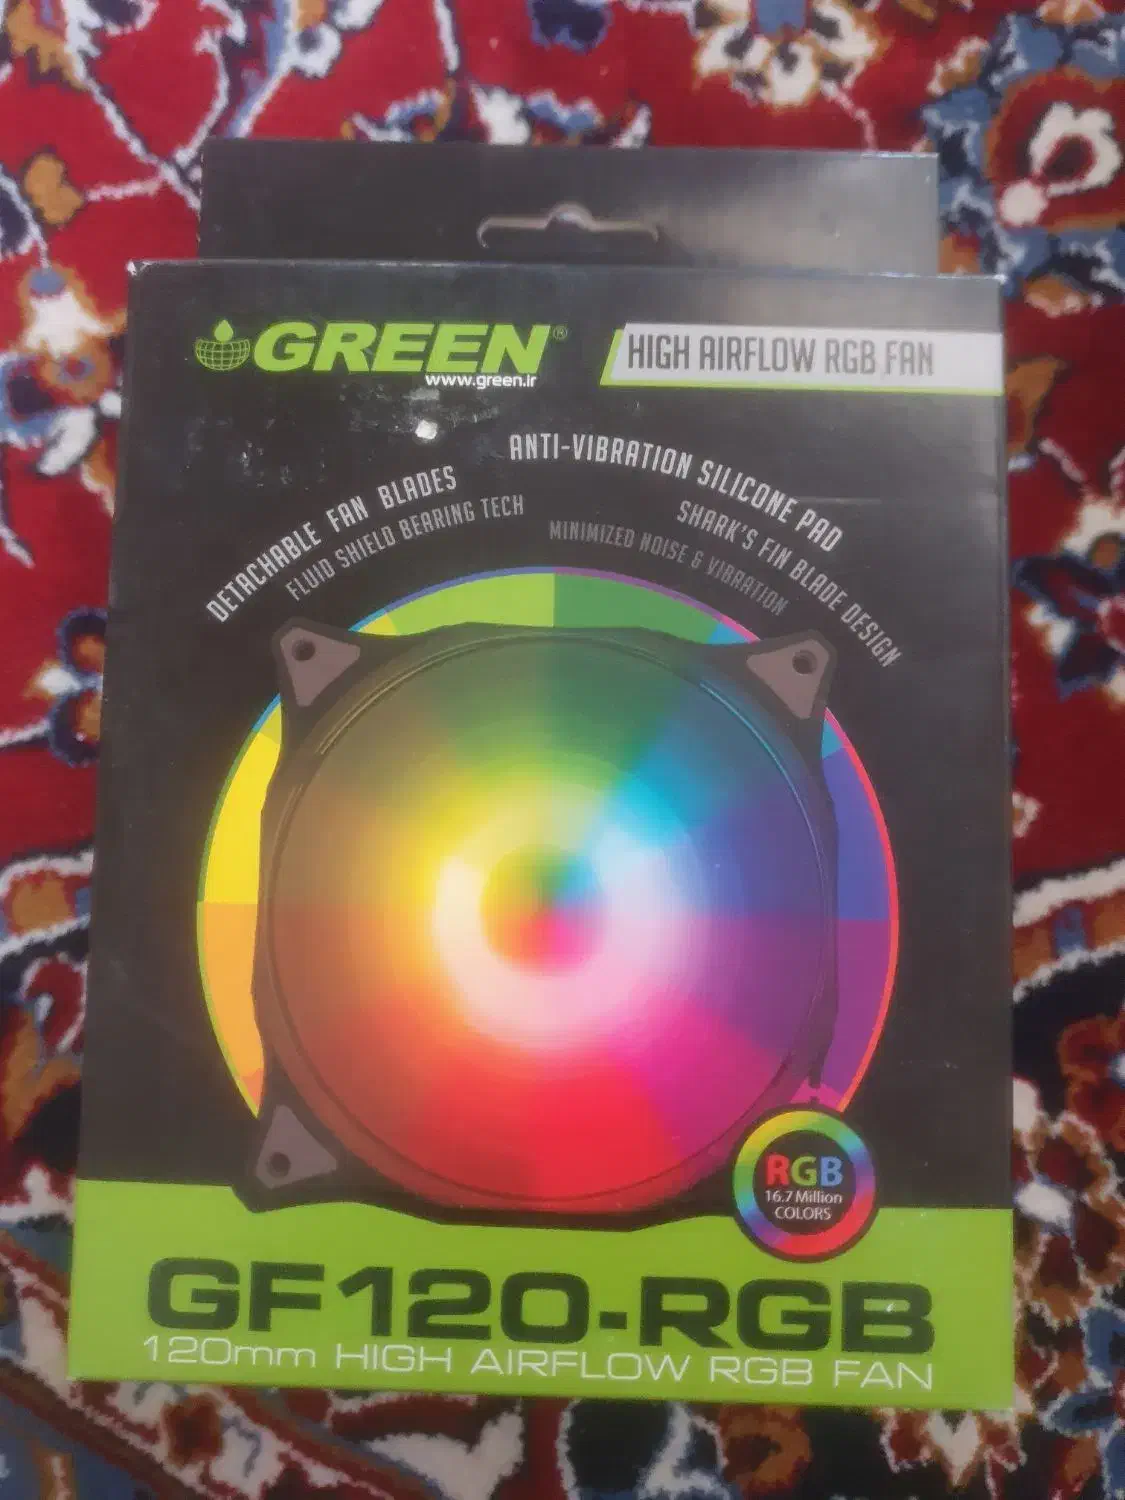 GREEN®
www.green.ir
HIGH AIRFLOW RGB FAN
ANTI-VIBRATION SILICONE PAD
DETACHABLE FAN BLADES
SHARK'S FIN BLADE DESIGN
FLUID SHIELD BEARING TECH
MINIMIZED NOISE & VIBRATION
RGB
16.7 Million
COLORS
GF120-RGB
120mm HIGH AIRFLOW RGB FAN